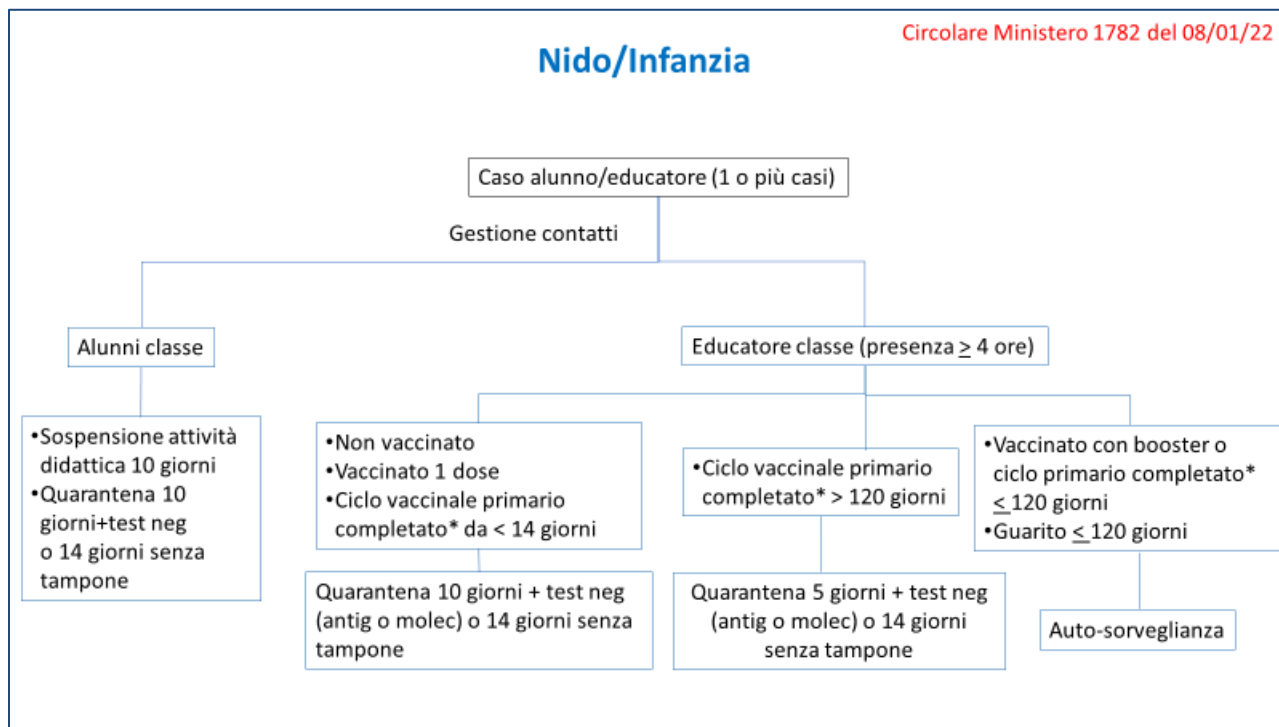 Circolare Ministero 1782 del 08/01/22
Nido/Infanzia
Caso alunno/educatore (1 o più casi)
Gestione contatti
Alunni classe
Educatore classe (presenza ≥ 4 ore)
•Sospensione attività
didattica 10 giorni
•Quarantena 10
giorni+test neg
o 14 giorni senza
tampone
•Non vaccinato
•Vaccinato 1 dose
•Ciclo vaccinale primario
completato* da < 14 giorni
•Ciclo vaccinale primario
completato* > 120 giorni
•Vaccinato con booster o
ciclo primario completato*
≤ 120 giorni
•Guarito ≤ 120 giorni
Quarantena 10 giorni + test neg
(antig o molec) o 14 giorni senza
tampone
Quarantena 5 giorni + test neg
(antig o molec) o 14 giorni
senza tampone
Auto-sorveglianza